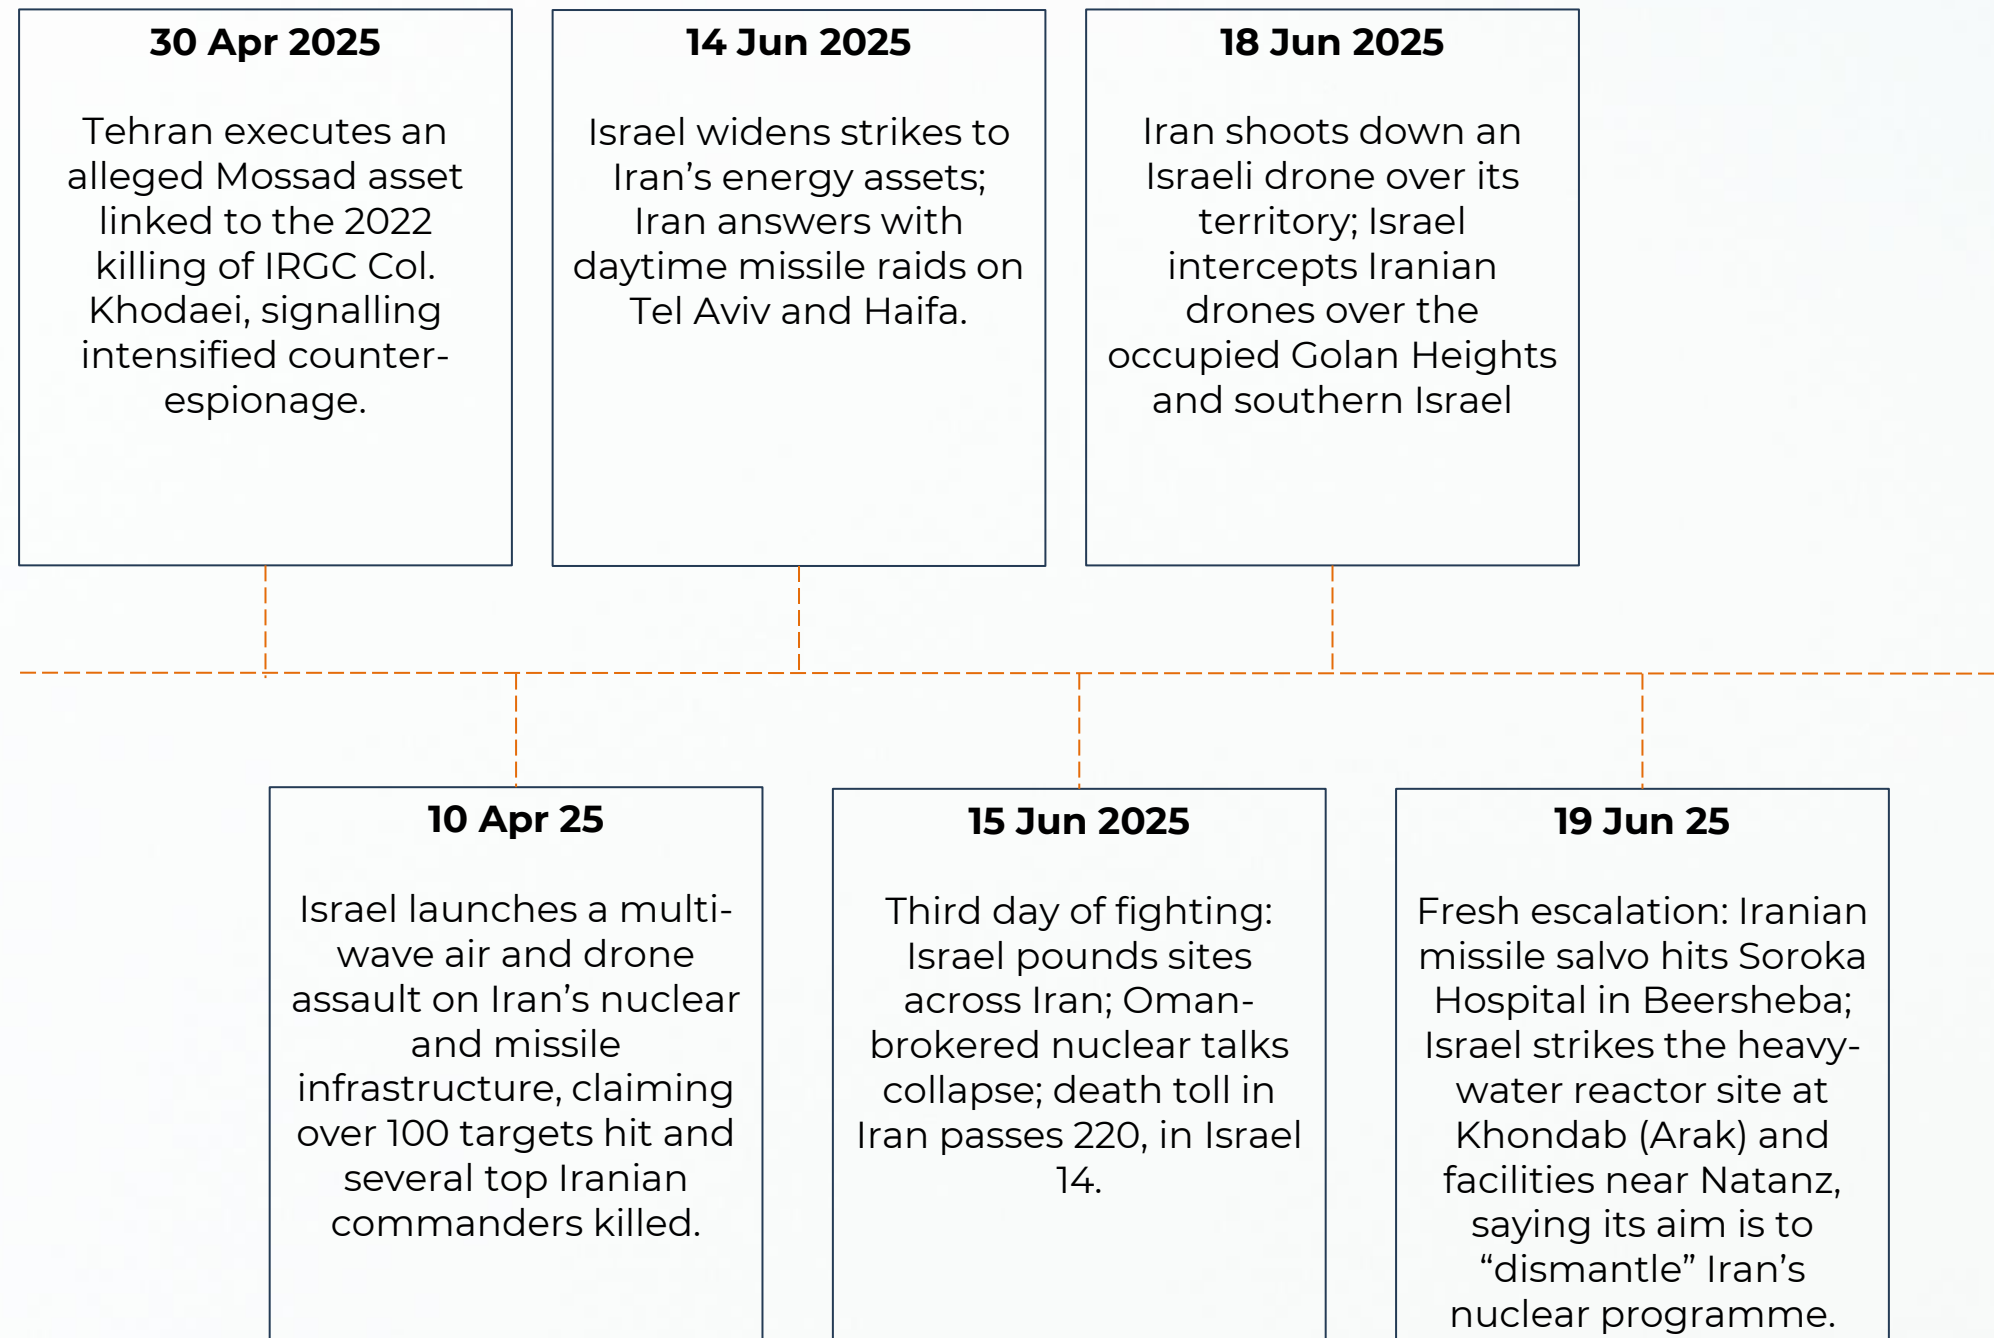 30 Apr 2025
Tehran executes an
alleged Mossad asset
linked to the 2022
killing of IRGC Col.
Khodaei, signalling
intensified counter-
espionage.
14 Jun 2025
Israel widens strikes to
Iran’s energy assets;
Iran answers with
daytime missile raids on
Tel Aviv and Haifa.
18 Jun 2025
Iran shoots down an
Israeli drone over its
territory; Israel
intercepts Iranian
drones over the
occupied Golan Heights
and southern Israel
10 Apr 25
Israel launches a multi-
wave air and drone
assault on Iran’s nuclear
and missile
infrastructure, claiming
over 100 targets hit and
several top Iranian
commanders killed.
15 Jun 2025
Third day of fighting:
Israel pounds sites
across Iran; Oman-
brokered nuclear talks
collapse; death toll in
Iran passes 220, in Israel
14.
19 Jun 25
Fresh escalation: Iranian
missile salvo hits Soroka
Hospital in Beersheba;
Israel strikes the heavy-
water reactor site at
Khondab (Arak) and
facilities near Natanz,
saying its aim is to
“dismantle” Iran’s
nuclear programme.